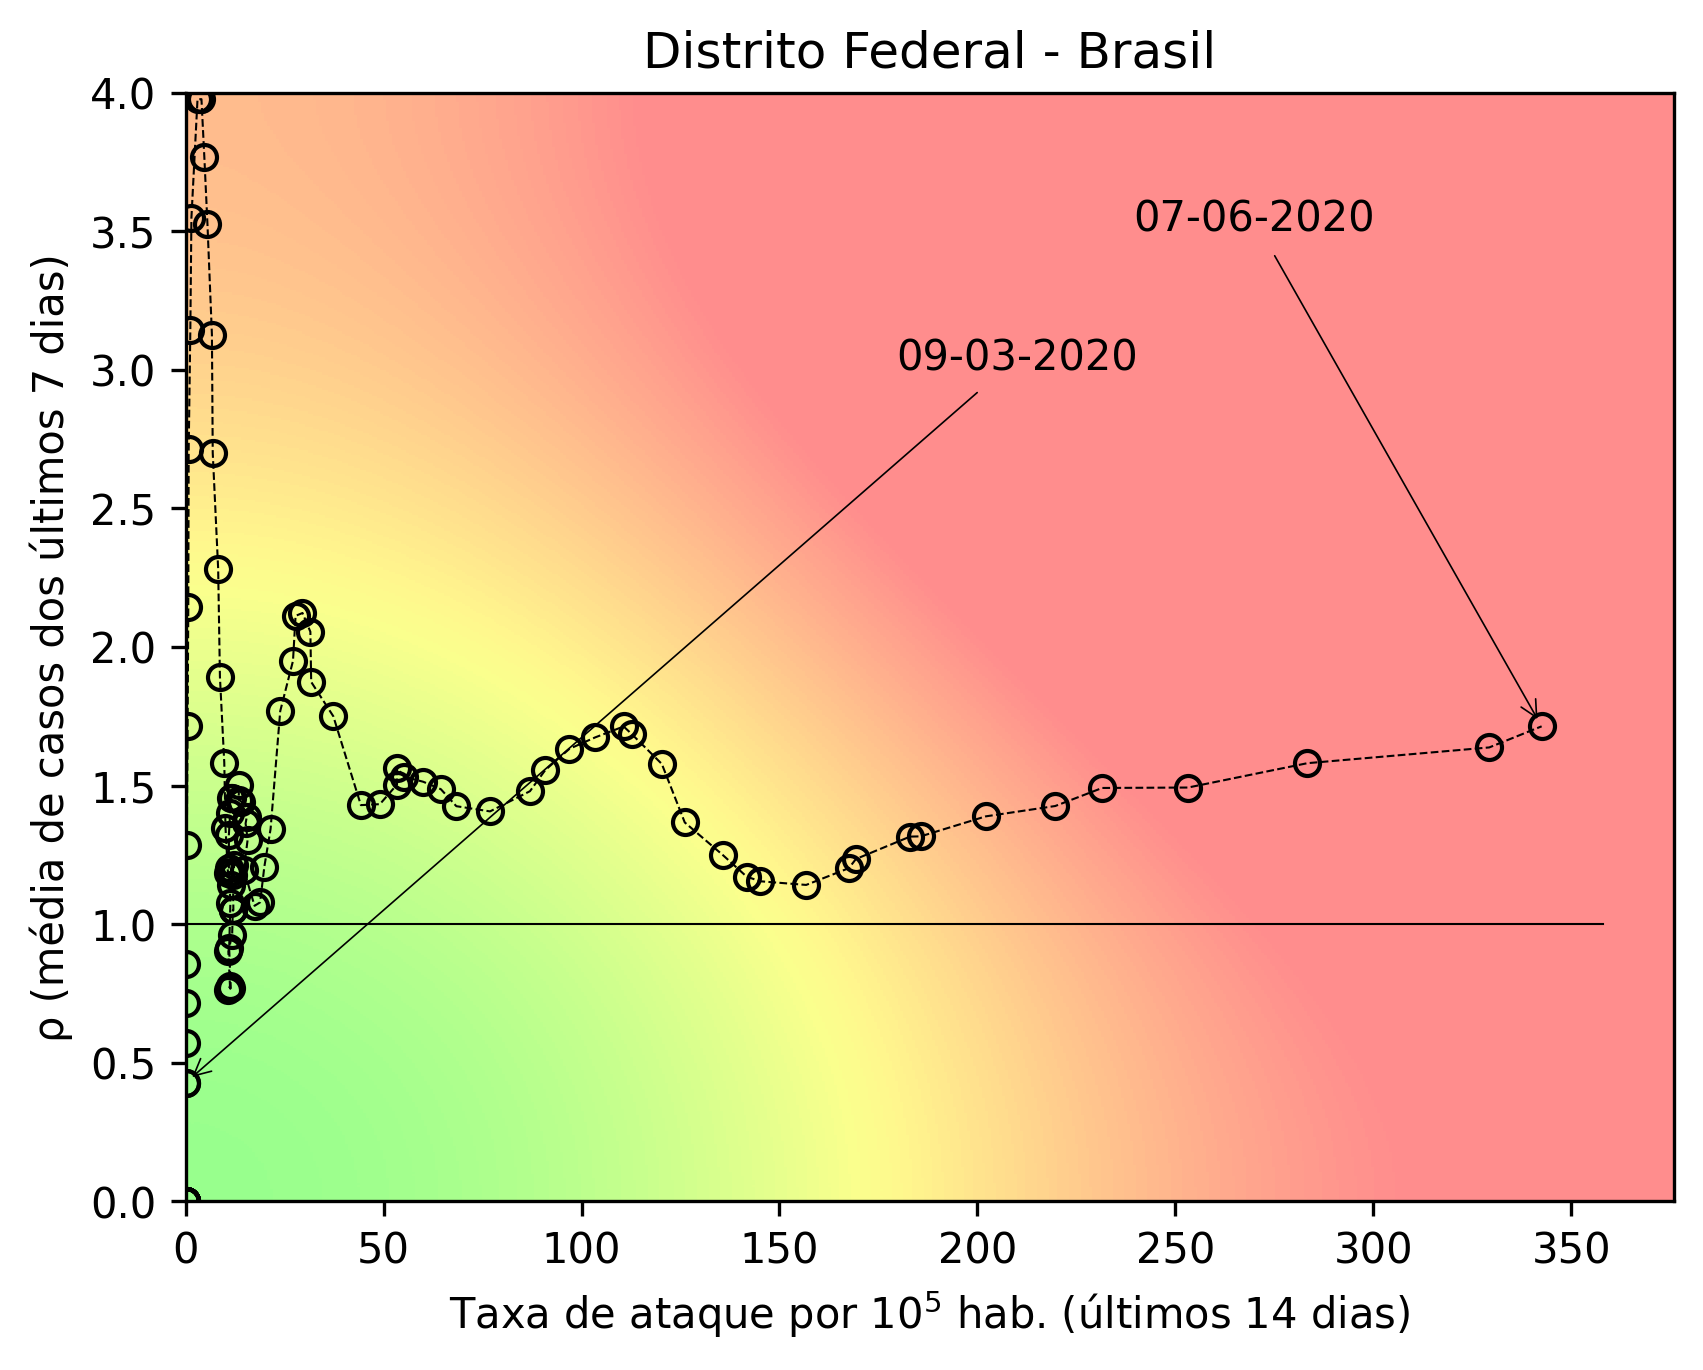 Distrito Federal - Brasil
ρ (média de casos dos últimos 7 dias)
4.0
3.5
3.0
2.5
2.0
1.5
1.0
0.5
0.0
07-06-2020
09-03-2020
0 50 100 150 200 250 300 350
Taxa de ataque por 10⁵ hab. (últimos 14 dias)